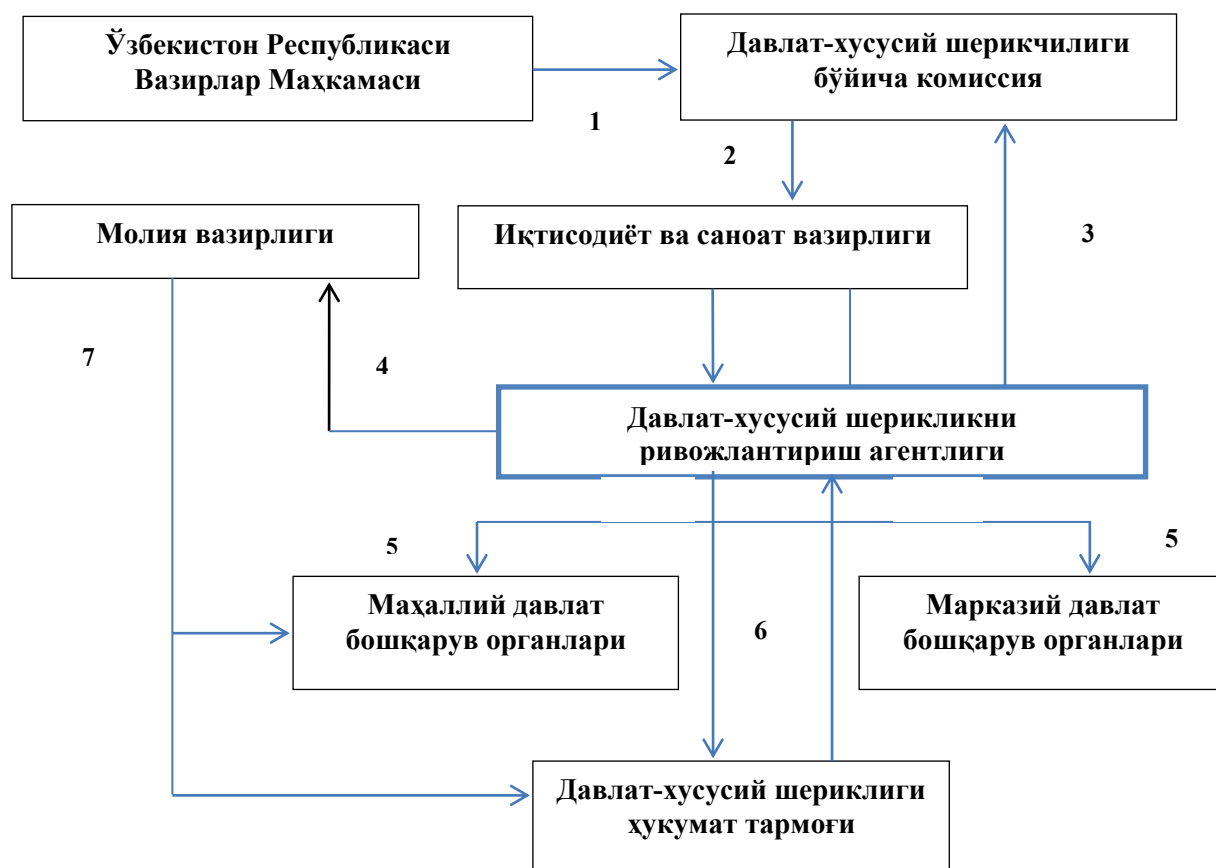 Ўзбекистон Республикаси
Вазирлар Маҳкамаси
Давлат-хусусий шерикчилиги
бўйича комиссия
1
2
Молия вазирлиги
Иқтисодиёт ва саноат вазирлиги
3
7
4
Давлат-хусусий шерикликни
ривожлантириш агентлиги
5
5
Маҳаллий давлат
бошқарув органлари
6
Марказий давлат
бошқарув органлари
Давлат-хусусий шериклиги
ҳукумат тармоғи